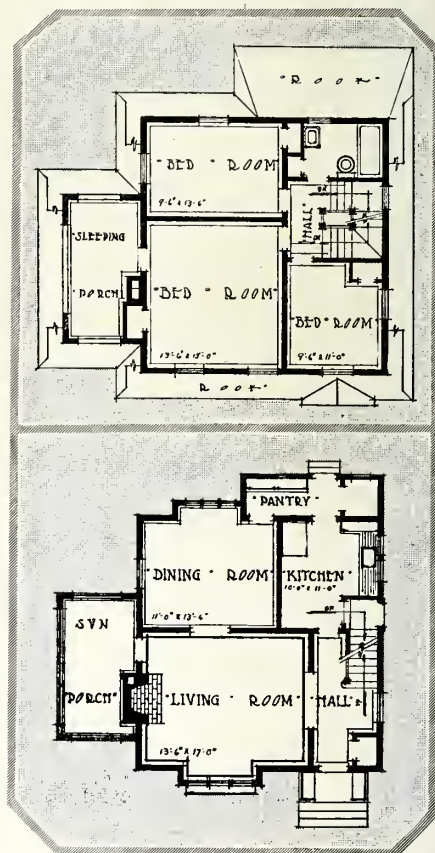 "ROOF"
"BED ROOM"
9'-6" x 13'-6"
"SLEEPING
PORCH"
"HALL"
DN
"BED ROOM"
13'-6" x 15'-0"
"BED ROOM"
9'-6" x 11'-0"
"ROOF"
"PANTRY"
"DINING ROOM"
11'-0" x 13'-6"
"KITCHEN"
10'-0" x 11'-0"
"SVN
PORCH"
"LIVING ROOM"
13'-6" x 17'-0"
"HALL"